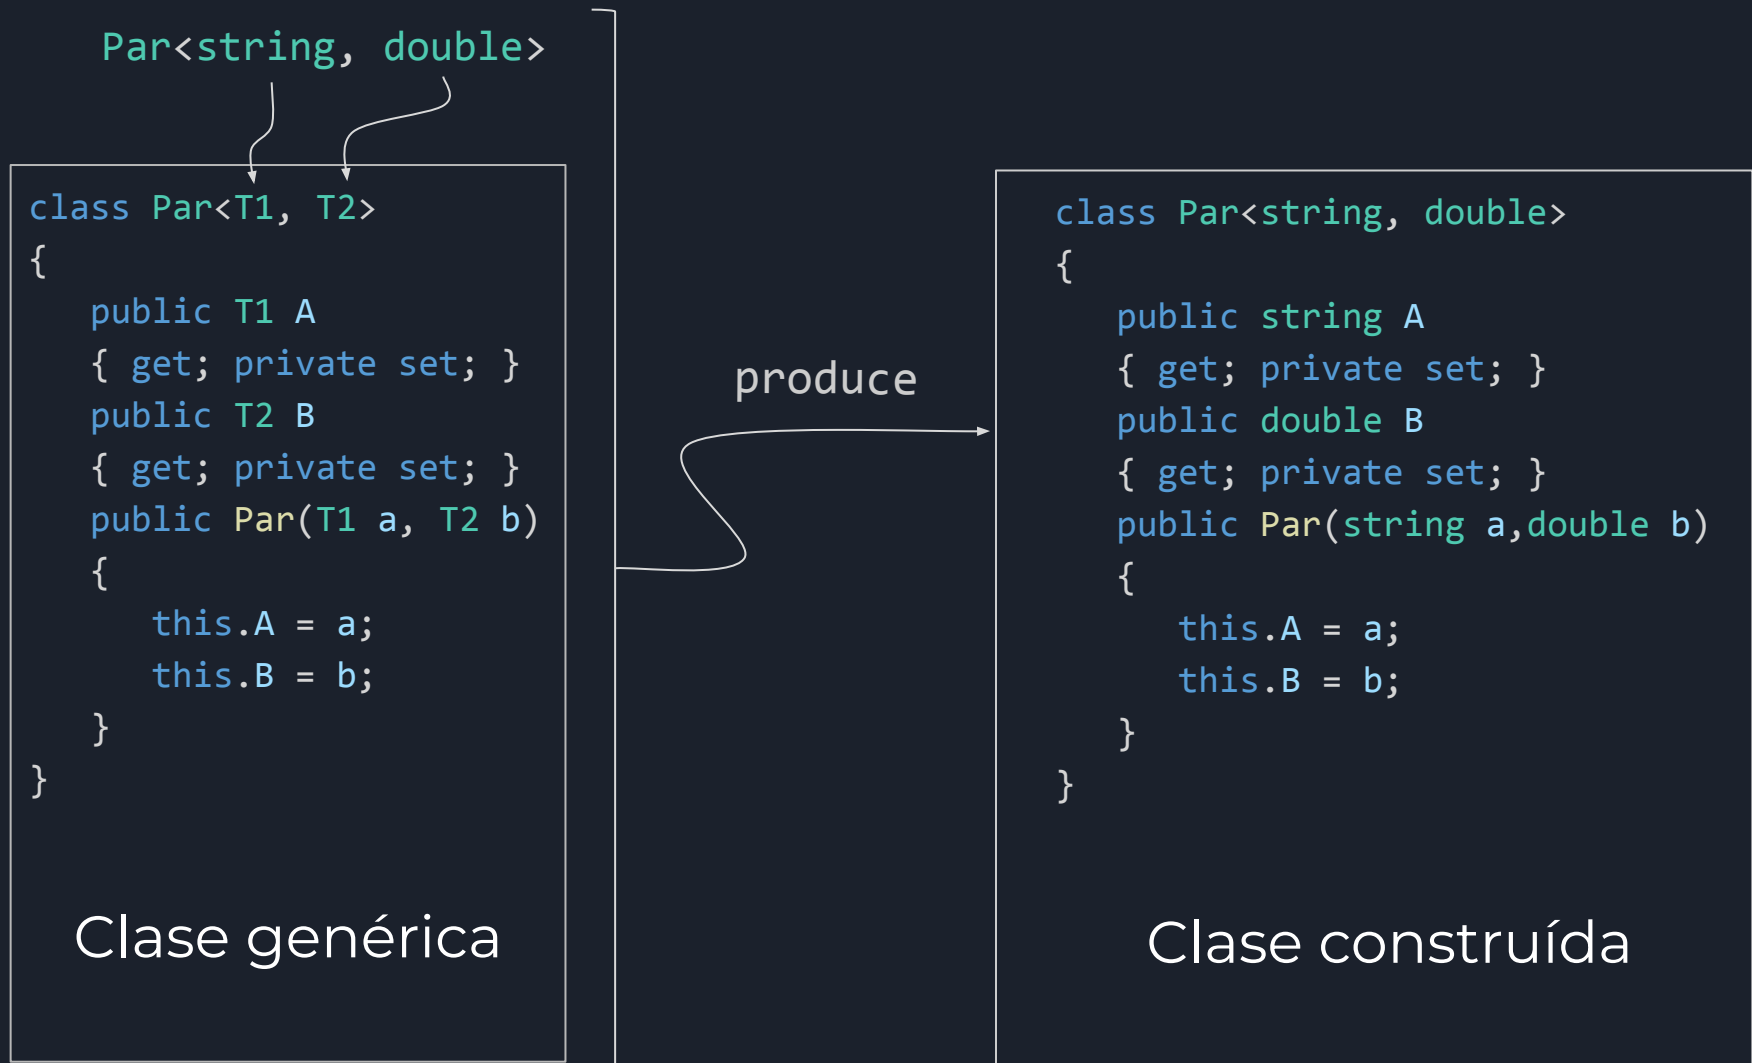 Par<string, double>
class Par<T1, T2>
{
public T1 A
{ get; private set; }
public T2 B
{ get; private set; }
public Par(T1 a, T2 b)
{
this.A = a;
this.B = b;
}
}
Clase genérica
produce
class Par<string, double>
{
public string A
{ get; private set; }
public double B
{ get; private set; }
public Par(string a,double b)
{
this.A = a;
this.B = b;
}
}
Clase construída